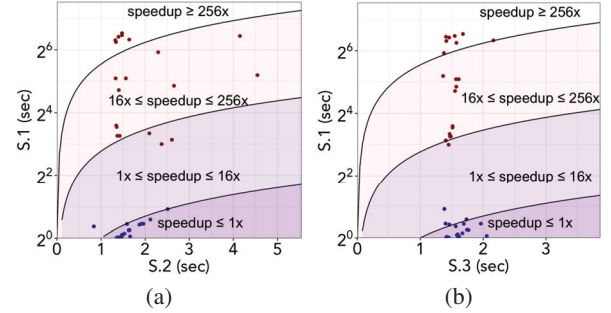 speedup ≥ 256x
2^6
16x ≤ speedup ≤ 256x
2^4
S.1 (sec)
1x ≤ speedup ≤ 16x
2^2
speedup ≤ 1x
2^0
0 1 2 3 4 5
S.2 (sec)
(a)
speedup ≥ 256x
2^6
16x ≤ speedup ≤ 256x
2^4
S.1 (sec)
1x ≤ speedup ≤ 16x
2^2
speedup ≤ 1x
2^0
0 1 2 3
S.3 (sec)
(b)